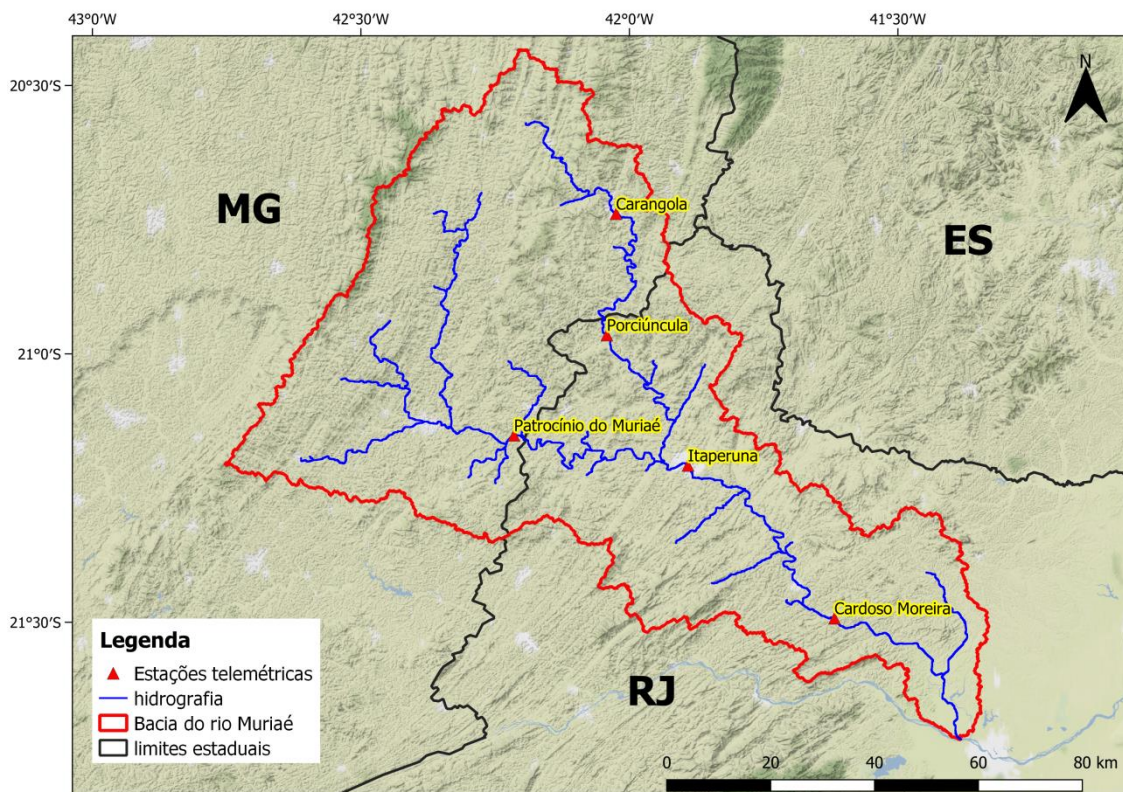 43°0'W 42°30'W 42°0'W 41°30'W
20°30'S
N
MG
ES
Carangola
Porciúncula
21°0'S
Patrocínio do Muriaé
Itaperuna
Cardoso Moreira
21°30'S
RJ
Legenda
Estações telemétricas
hidrografia
Bacia do rio Muriaé
limites estaduais
0 20 40 60 80 km